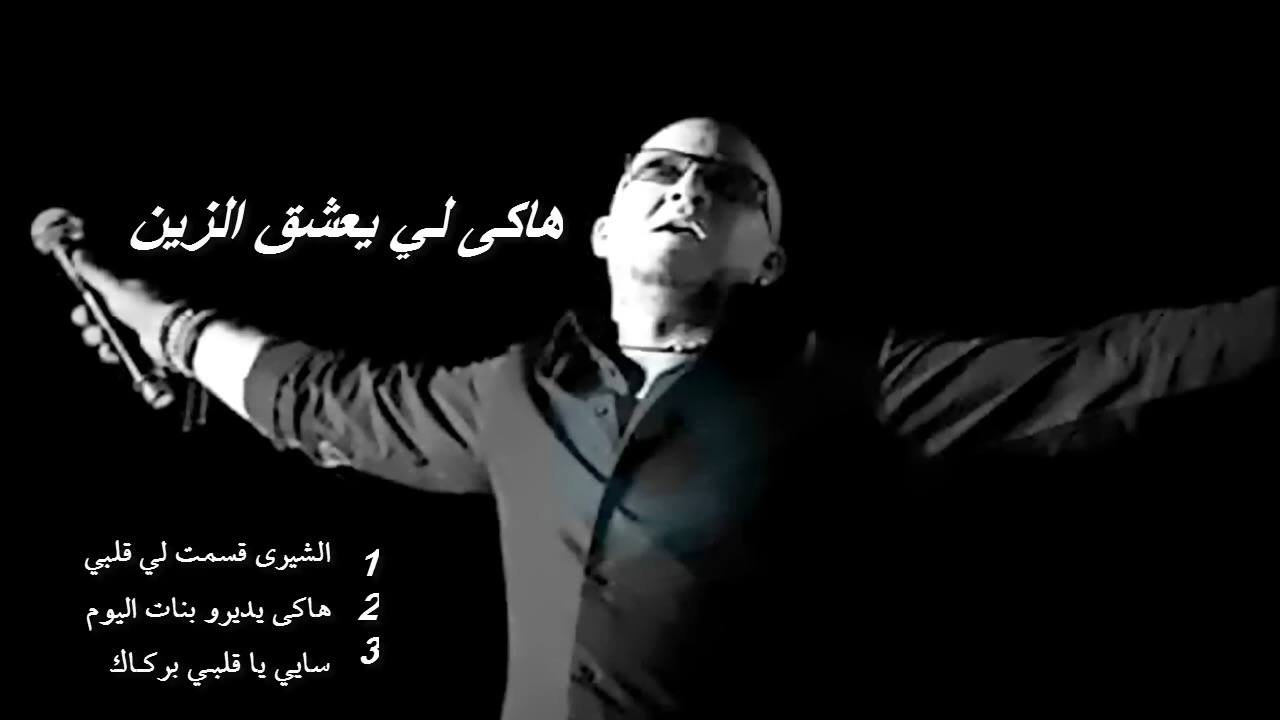 هاكى لي يعشق الزين
1 الشيرى قسمت لي قلبي
2 هاكى يديرو بنات اليوم
3 سايي يا قلبي بركاك